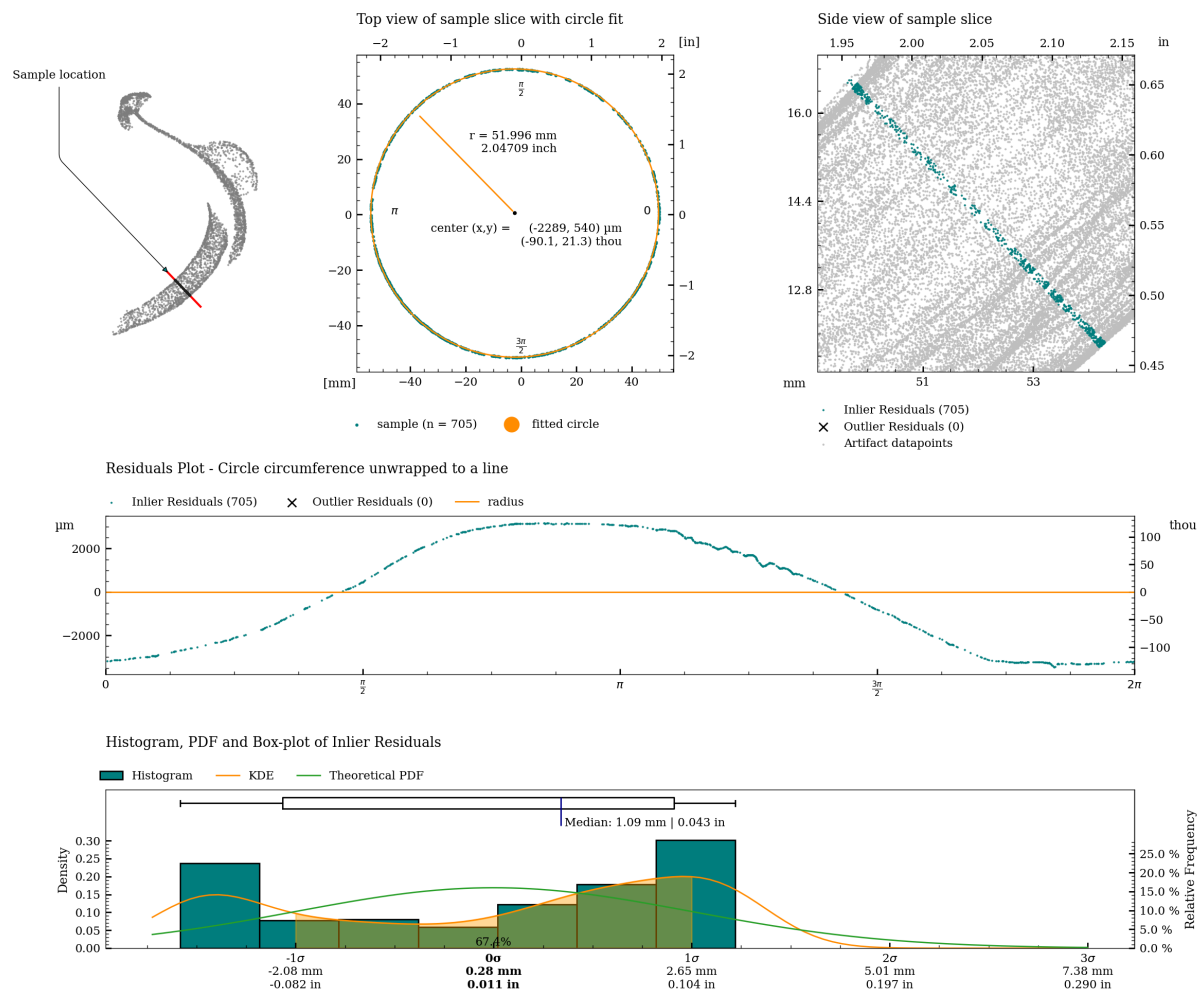 Sample location
Top view of sample slice with circle fit
−2 −1 0 1 2 [in]
r = 51.996 mm
2.04709 inch
π/2
π
0
center (x,y) = (-2289, 540) µm
(-90.1, 21.3) thou
3π/2
40
20
0
−20
−40
2
1
0
−1
−2
[mm] −40 −20 0 20 40
sample (n = 705) fitted circle
Side view of sample slice
1.95 2.00 2.05 2.10 2.15 in
16.0
14.4
12.8
0.65
0.60
0.55
0.50
0.45
mm 51 53
Inlier Residuals (705)
Outlier Residuals (0)
Artifact datapoints
Residuals Plot - Circle circumference unwrapped to a line
Inlier Residuals (705) Outlier Residuals (0) radius
µm
2000
0
−2000
thou
100
50
0
−50
−100
0 π/2 π 3π/2 2π
Histogram, PDF and Box-plot of Inlier Residuals
Histogram KDE Theoretical PDF
Median: 1.09 mm | 0.043 in
Density
0.30
0.25
0.20
0.15
0.10
0.05
0.00
Relative Frequency
25.0 %
20.0 %
15.0 %
10.0 %
5.0 %
0.0 %
67.4%
-1σ 0σ 1σ 2σ 3σ
-2.08 mm 0.28 mm 2.65 mm 5.01 mm 7.38 mm
-0.082 in 0.011 in 0.104 in 0.197 in 0.290 in